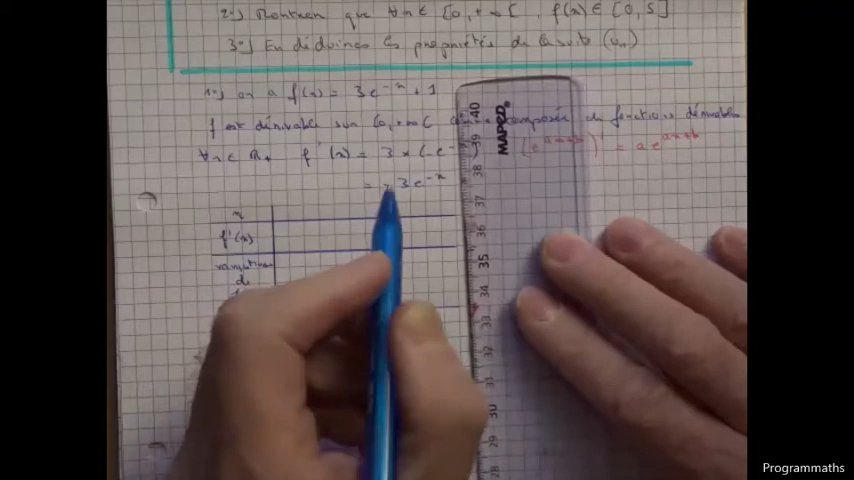 2-) Montrer que ∀n∈ [0,+∞[, f(x) ∈ [0,5]
3-) En déduire les propriétés de la suite (Un)
1-) on a f(x) = 3e^-x + 1
f est dérivable sur [0,+∞[ composée de fonctions dérivables
∀x∈ R+ f'(x) = 3 × (-e^- (e^ax+b)' = a e^ax+b
= -3e^-x
x
f'(x)
variations
de
MAPED
40
39
38
37
36
35
34
33
32
31
30
29
28
Programmaths